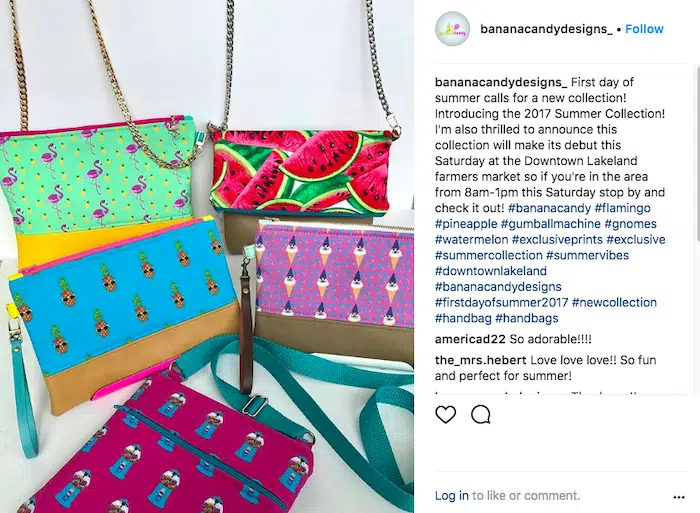 bananacandydesigns_ • Follow
bananacandydesigns_ First day of
summer calls for a new collection!
Introducing the 2017 Summer Collection!
I'm also thrilled to announce this
collection will make its debut this
Saturday at the Downtown Lakeland
farmers market so if you're in the area
from 8am-1pm this Saturday stop by and
check it out! #bananacandy #flamingo
#pineapple #gumballmachine #gnomes
#watermelon #exclusiveprints #exclusive
#summercollection #summervibes
#downtownlakeland
#bananacandydesigns
#firstdayofsummer2017 #newcollection
#handbag #handbags
americad22 So adorable!!!!
the_mrs.hebert Love love love!! So fun
and perfect for summer!
Log in to like or comment.